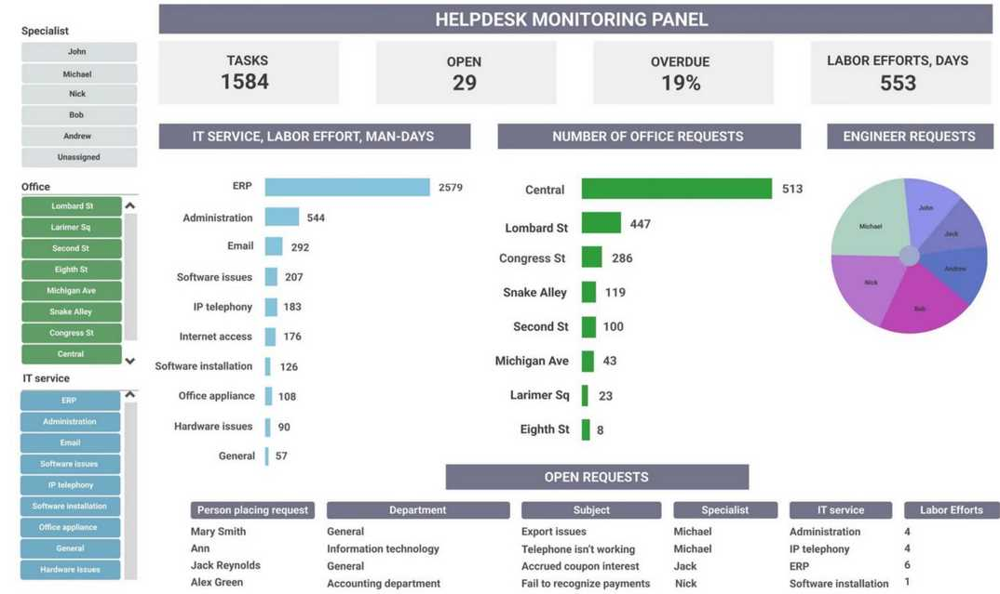 HELPDESK MONITORING PANEL
Specialist
John
Michael
Nick
Bob
Andrew
Unassigned
Office
Lombard St
Larimer Sq
Second St
Eighth St
Michigan Ave
Snake Alley
Congress St
Central
IT service
ERP
Administration
Email
Software issues
IP telephony
Software installation
Office appliance
General
Hardware issues
TASKS
1584
OPEN
29
OVERDUE
19%
LABOR EFFORTS, DAYS
553
IT SERVICE, LABOR EFFORT, MAN-DAYS
ERP 2579
Administration 544
Email 292
Software issues 207
IP telephony 183
Internet access 176
Software installation 126
Office appliance 108
Hardware issues 90
General 57
NUMBER OF OFFICE REQUESTS
Central 513
Lombard St 447
Congress St 286
Snake Alley 119
Second St 100
Michigan Ave 43
Larimer Sq 23
Eighth St 8
ENGINEER REQUESTS
John
Jack
Andrew
Bob
Nick
Michael
OPEN REQUESTS
Person placing request Department Subject Specialist IT service Labor Efforts
Mary Smith General Export issues Michael Administration 4
Ann Information technology Telephone isn't working Michael IP telephony 4
Jack Reynolds General Accrued coupon interest Jack ERP 6
Alex Green Accounting department Fail to recognize payments Nick Software installation 1